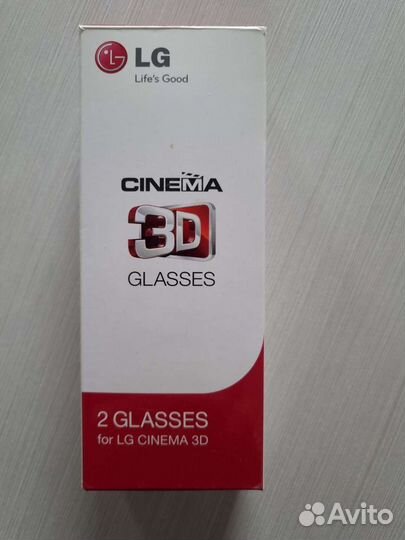 LG
Life's Good
CINEMA
3D
GLASSES
2 GLASSES
for LG CINEMA 3D
Avito